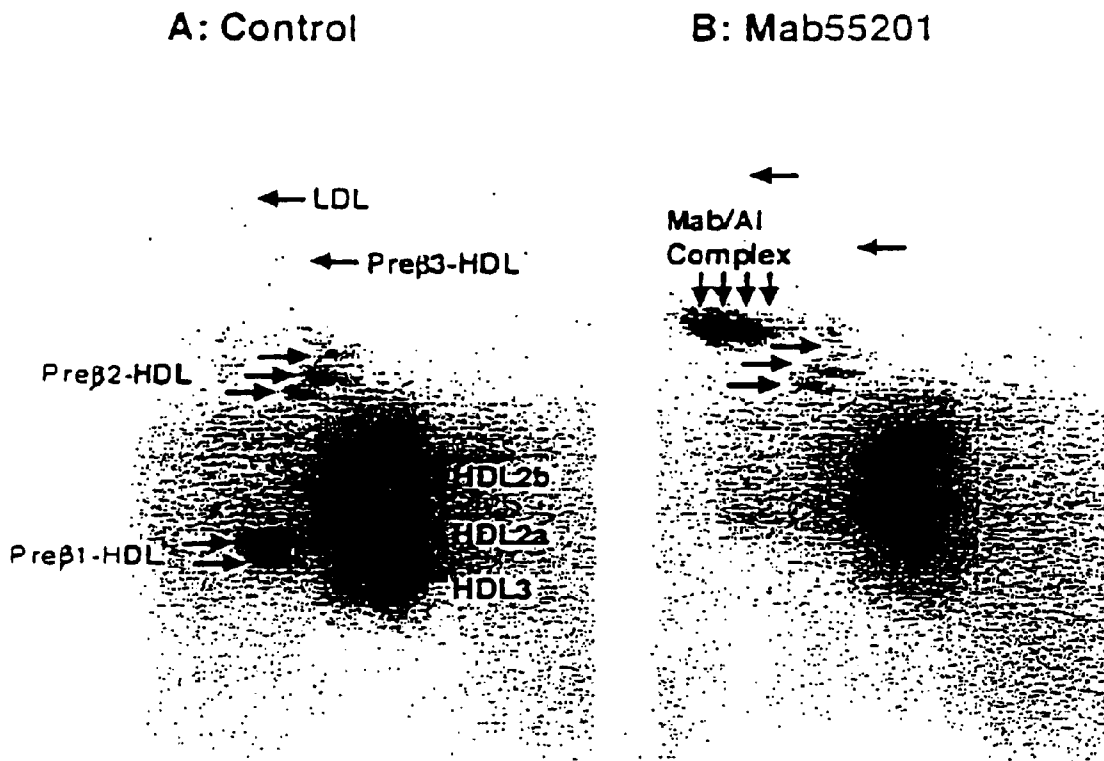 A: Control
B: Mab55201
LDL
Preβ3-HDL
Preβ2-HDL
HDL2b
HDL2a
Preβ1-HDL
HDL3
Mab/AI
Complex